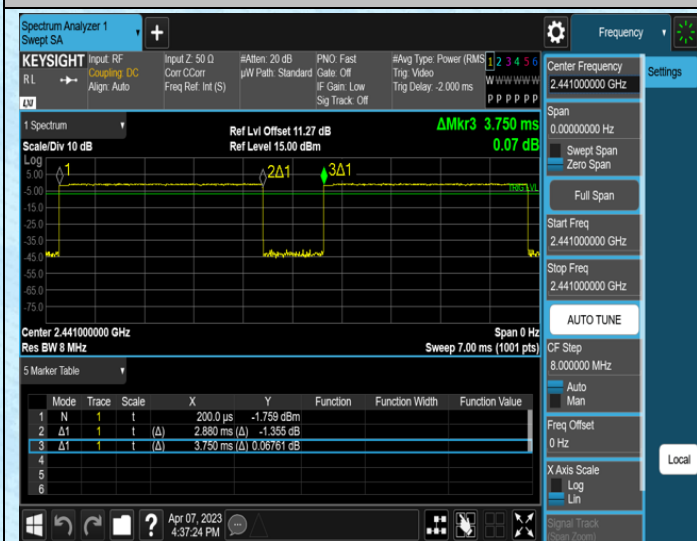 Spectrum Analyzer 1
Swept SA
Frequency
KEYSIGHT
RL
LXI
Input: RF
Coupling: DC
Align: Auto
Input Z: 50 Ω
Corr CCorr
Freq Ref: Int (S)
#Atten: 20 dB
µW Path: Standard
PNO: Fast
Gate: Off
IF Gain: Low
Sig Track: Off
#Avg Type: Power (RMS
Trig: Video
Trig Delay: -2.000 ms
1 2 3 4 5 6
W W W W W W
P P P P P P
1 Spectrum
Scale/Div 10 dB
Ref Lvl Offset 11.27 dB
Ref Level 15.00 dBm
ΔMkr3 3.750 ms
0.07 dB
Log
5.00
-5.00
-15.0
-25.0
-35.0
-45.0
-55.0
-65.0
-75.0
1
2Δ1
3Δ1
TRIG LVL
Center 2.441000000 GHz
Res BW 8 MHz
Span 0 Hz
Sweep 7.00 ms (1001 pts)
5 Marker Table
Mode Trace Scale X Y Function Function Width Function Value
1 N 1 t 200.0 µs -1.759 dBm
2 Δ1 1 t (Δ) 2.880 ms (Δ) -1.355 dB
3 Δ1 1 t (Δ) 3.750 ms (Δ) 0.06761 dB
4
5
6
Apr 07, 2023
4:37:24 PM
Center Frequency
2.441000000 GHz
Span
0.00000000 Hz
Swept Span
Zero Span
Full Span
Start Freq
2.441000000 GHz
Stop Freq
2.441000000 GHz
AUTO TUNE
CF Step
8.000000 MHz
Auto
Man
Freq Offset
0 Hz
X Axis Scale
Log
Lin
Signal Track
(Span Zoom)
Settings
Local